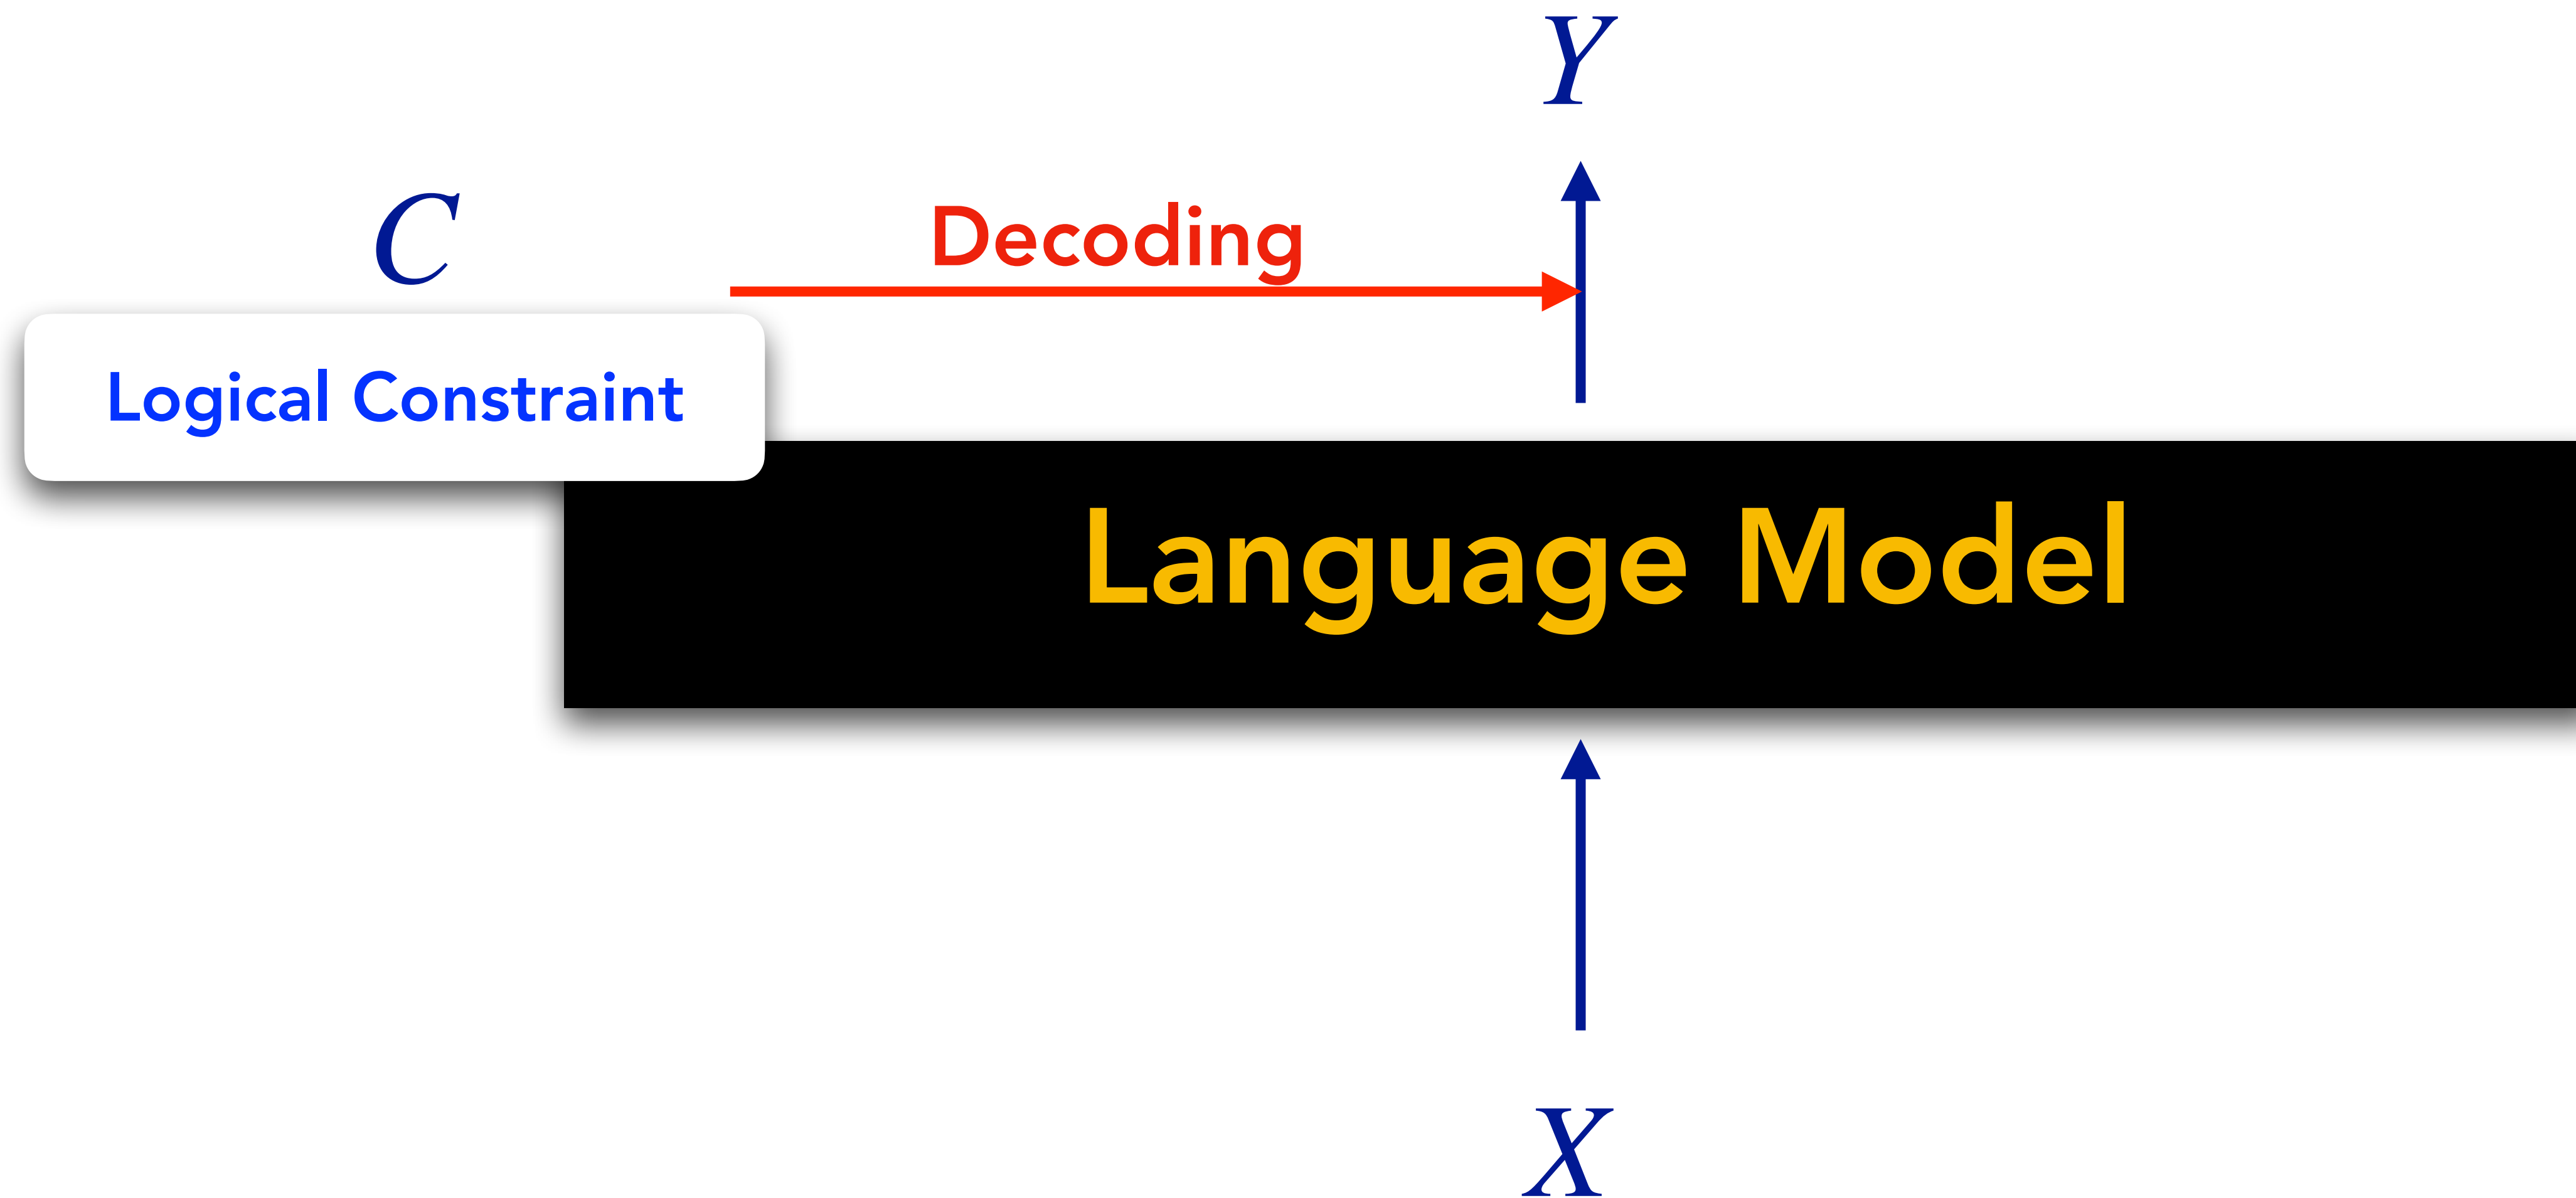 Y
C
Decoding
Logical Constraint
Language Model
X